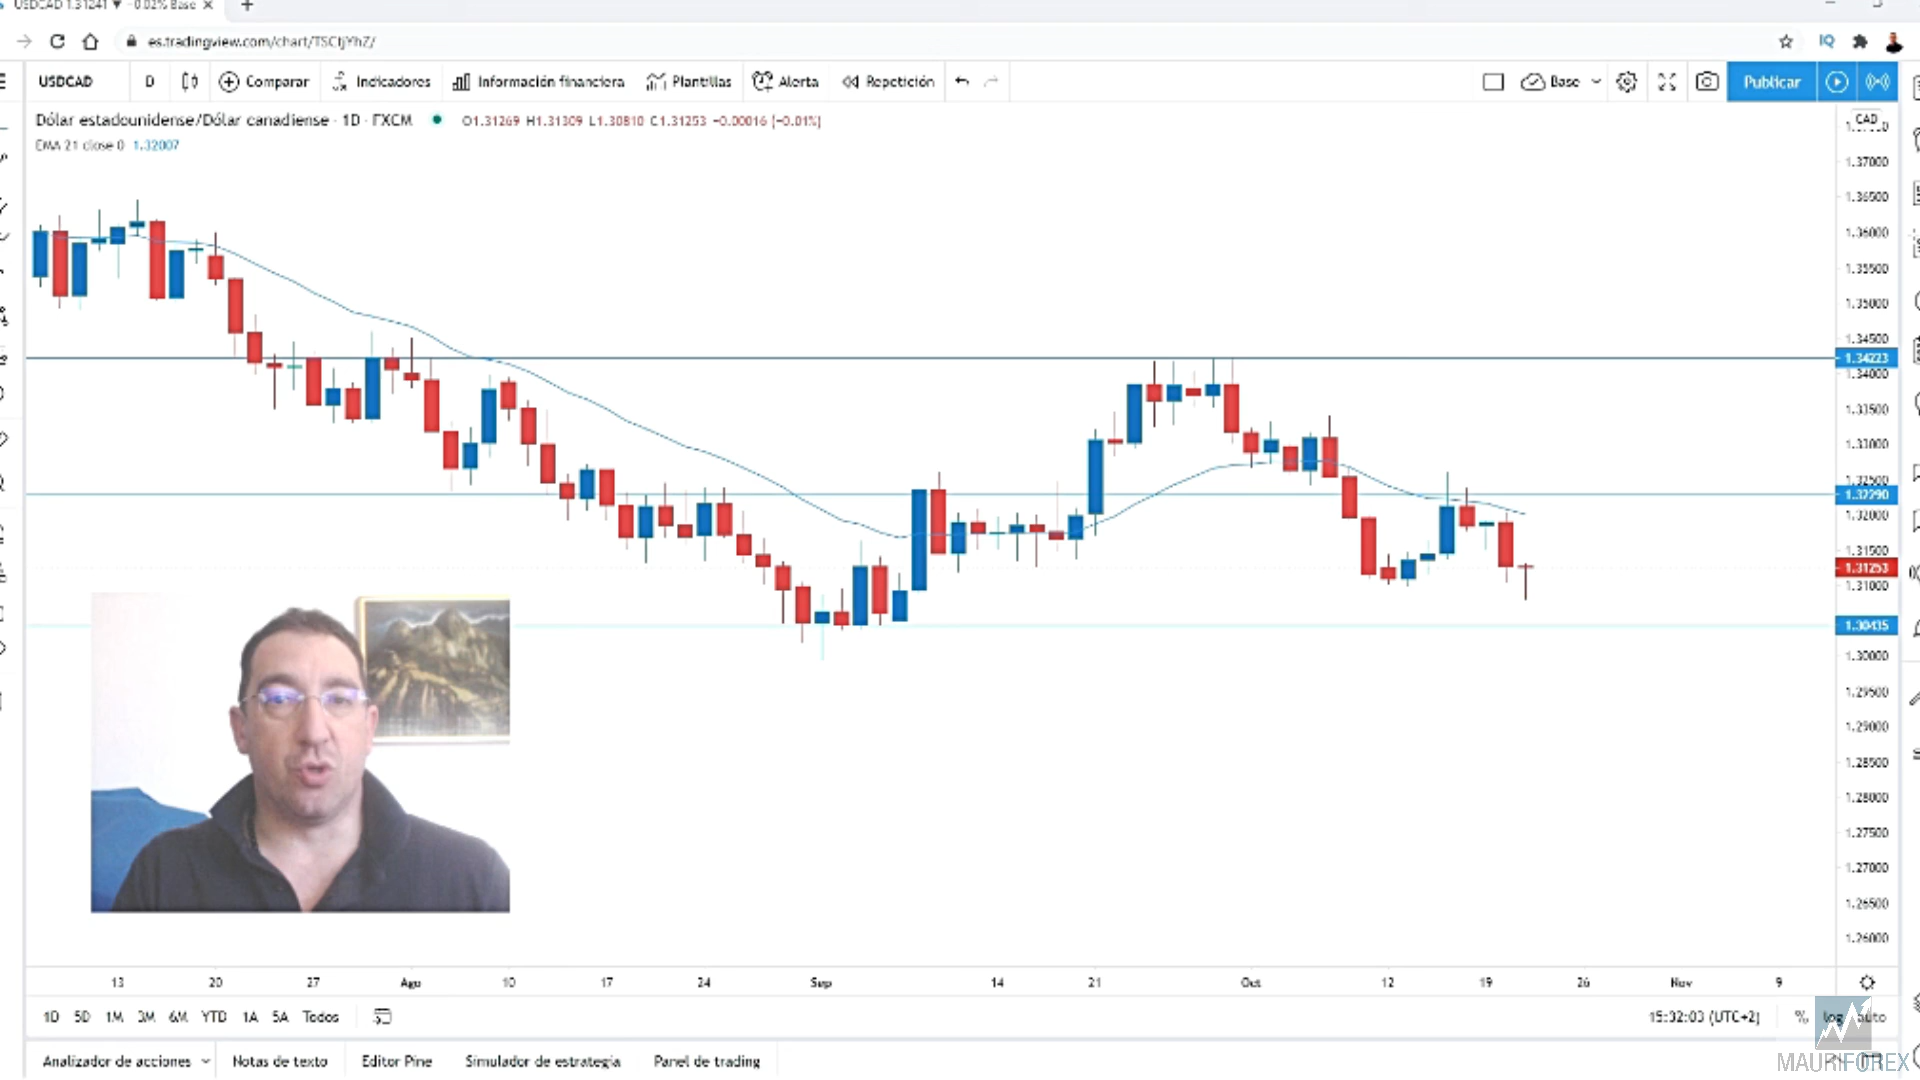 USDCAD 1.31241 ▼ -0.02% Base
es.tradingview.com/chart/TSCtjYhZ/
USDCAD D Comparar Indicadores Información financiera Plantillas Alerta Repetición Base Publicar
Dólar estadounidense/Dólar canadiense · 1D · FXCM O1.31269 H1.31309 L1.30810 C1.31253 -0.00016 (-0.01%)
EMA 21 close 0 1.32007
CAD
1.37000
1.36500
1.36000
1.35500
1.35000
1.34500
1.34223
1.34000
1.33500
1.33000
1.32500
1.32290
1.32000
1.31500
1.31253
1.31000
1.30435
1.30000
1.29500
1.29000
1.28500
1.28000
1.27500
1.27000
1.26500
1.26000
13 20 27 Ago 10 17 24 Sep 14 21 Oct 12 19 26 Nov 9
1D 5D 1M 3M 6M YTD 1A 5A Todos 15:32:03 (UTC+2) % log auto
Analizador de acciones Notas de texto Editor Pine Simulador de estrategia Panel de trading
MAURIFOREX